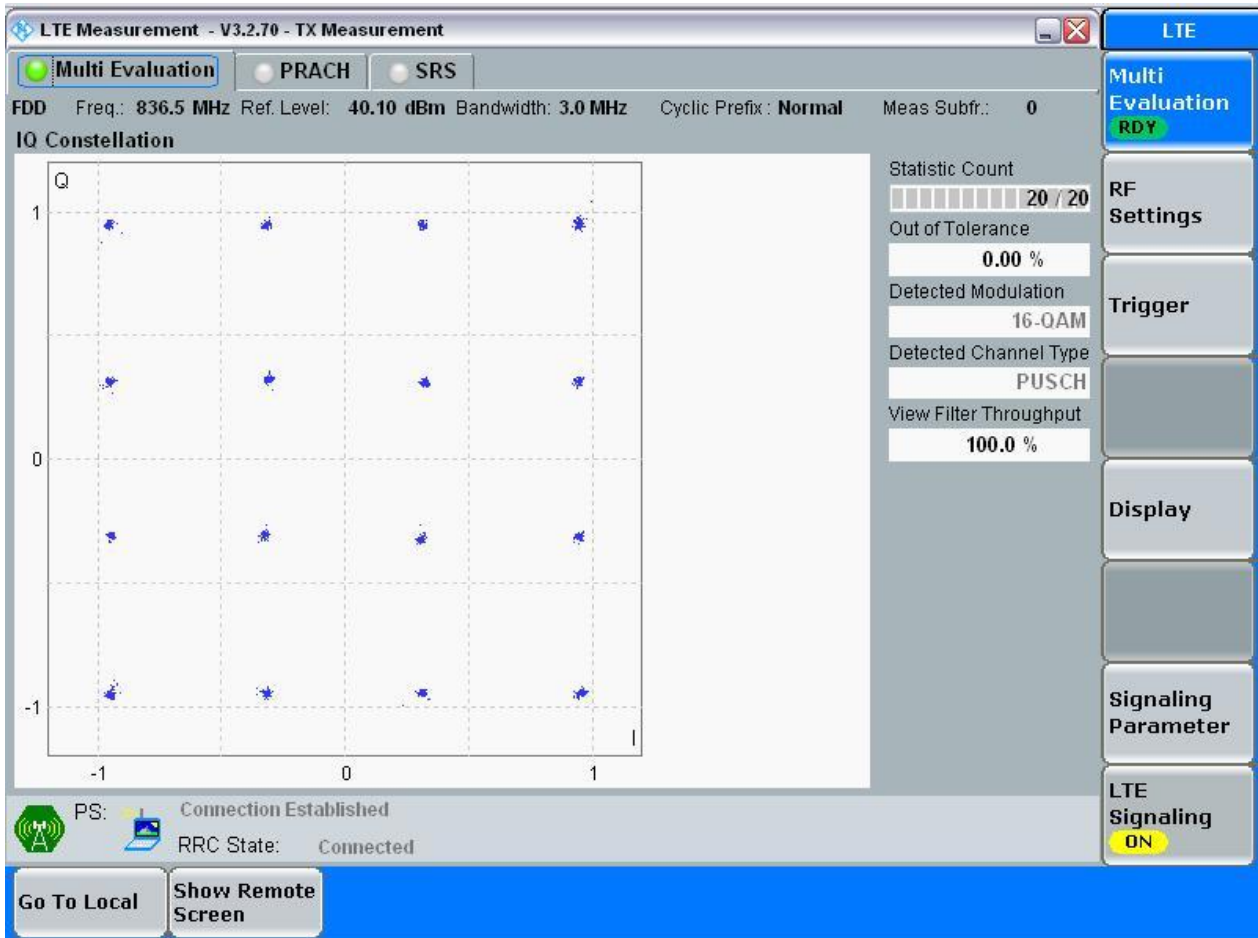 LTE Measurement - V3.2.70 - TX Measurement
LTE
Multi Evaluation PRACH SRS
FDD Freq.: 836.5 MHz Ref. Level: 40.10 dBm Bandwidth: 3.0 MHz Cyclic Prefix : Normal Meas Subfr.: 0
IQ Constellation
Q
1
0
-1
I
-1 0 1
Statistic Count
20 / 20
Out of Tolerance
0.00 %
Detected Modulation
16-QAM
Detected Channel Type
PUSCH
View Filter Throughput
100.0 %
Multi
Evaluation
RDY
RF
Settings
Trigger
Display
Signaling
Parameter
LTE
Signaling
ON
PS: Connection Established
RRC State: Connected
Go To Local
Show Remote
Screen